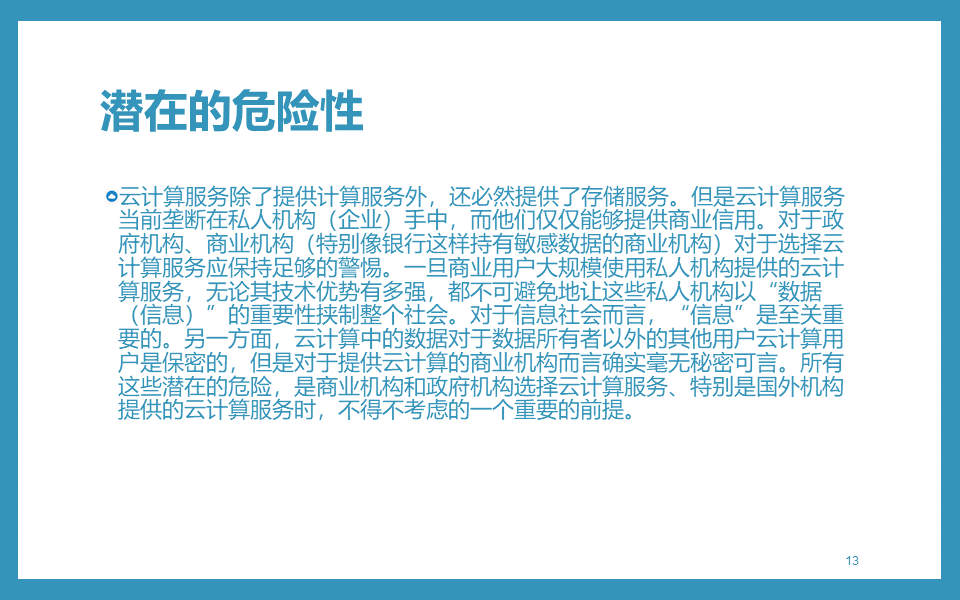 潜在的危险性
云计算服务除了提供计算服务外，还必然提供了存储服务。但是云计算服务
当前垄断在私人机构（企业）手中，而他们仅仅能够提供商业信用。对于政
府机构、商业机构（特别像银行这样持有敏感数据的商业机构）对于选择云
计算服务应保持足够的警惕。一旦商业用户大规模使用私人机构提供的云计
算服务，无论其技术优势有多强，都不可避免地让这些私人机构以“数据
（信息）”的重要性挟制整个社会。对于信息社会而言，“信息”是至关重
要的。另一方面，云计算中的数据对于数据所有者以外的其他用户云计算用
户是保密的，但是对于提供云计算的商业机构而言确实毫无秘密可言。所有
这些潜在的危险，是商业机构和政府机构选择云计算服务、特别是国外机构
提供的云计算服务时，不得不考虑的一个重要的前提。
13